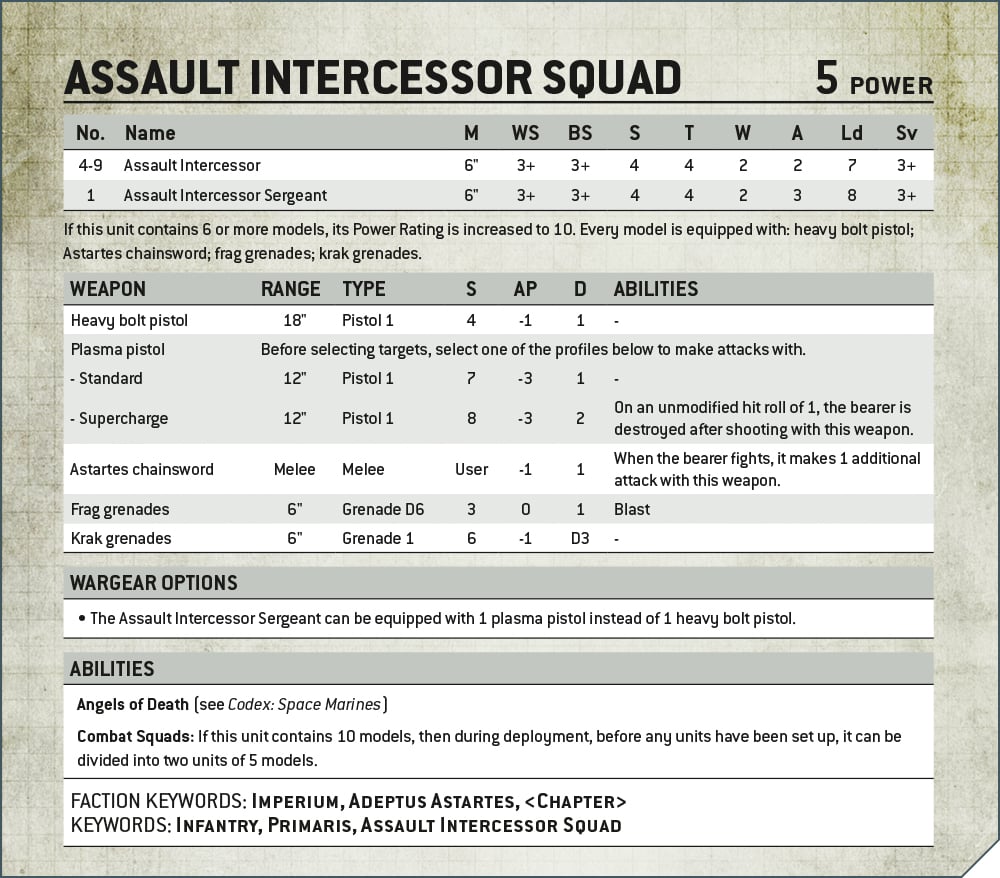 ASSAULT INTERCESSOR SQUAD 5 POWER
No. Name M WS BS S T W A Ld Sv
4-9 Assault Intercessor 6" 3+ 3+ 4 4 2 2 7 3+
1 Assault Intercessor Sergeant 6" 3+ 3+ 4 4 2 3 8 3+
If this unit contains 6 or more models, its Power Rating is increased to 10. Every model is equipped with: heavy bolt pistol;
Astartes chainsword; frag grenades; krak grenades.
WEAPON RANGE TYPE S AP D ABILITIES
Heavy bolt pistol 18" Pistol 1 4 -1 1 -
Plasma pistol Before selecting targets, select one of the profiles below to make attacks with.
- Standard 12" Pistol 1 7 -3 1 -
- Supercharge 12" Pistol 1 8 -3 2 On an unmodified hit roll of 1, the bearer is
destroyed after shooting with this weapon.
Astartes chainsword Melee Melee User -1 1 When the bearer fights, it makes 1 additional
attack with this weapon.
Frag grenades 6" Grenade D6 3 0 1 Blast
Krak grenades 6" Grenade 1 6 -1 D3 -
WARGEAR OPTIONS
• The Assault Intercessor Sergeant can be equipped with 1 plasma pistol instead of 1 heavy bolt pistol.
ABILITIES
Angels of Death (see Codex: Space Marines)
Combat Squads: If this unit contains 10 models, then during deployment, before any units have been set up, it can be
divided into two units of 5 models.
FACTION KEYWORDS: IMPERIUM, ADEPTUS ASTARTES, <CHAPTER>
KEYWORDS: INFANTRY, PRIMARIS, ASSAULT INTERCESSOR SQUAD